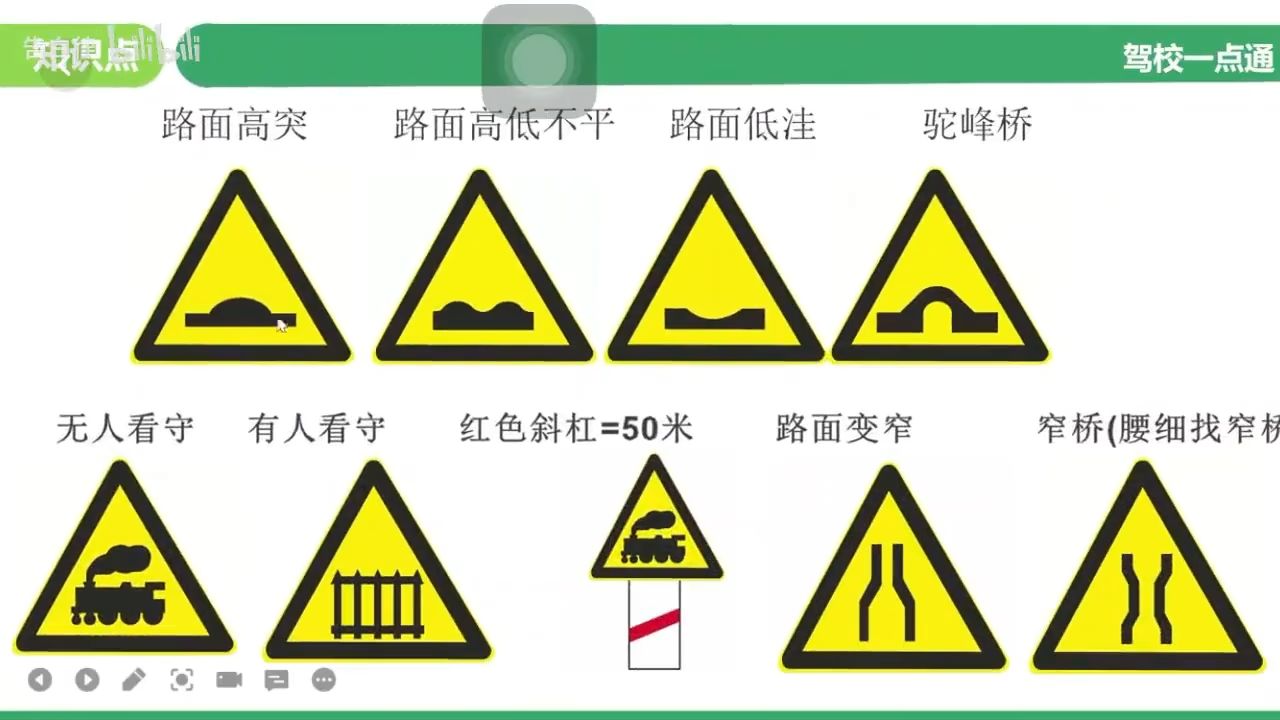 知识点
驾校一点通
路面高突
路面高低不平
路面低洼
驼峰桥
无人看守
有人看守
红色斜杠=50米
路面变窄
窄桥(腰细找窄桥